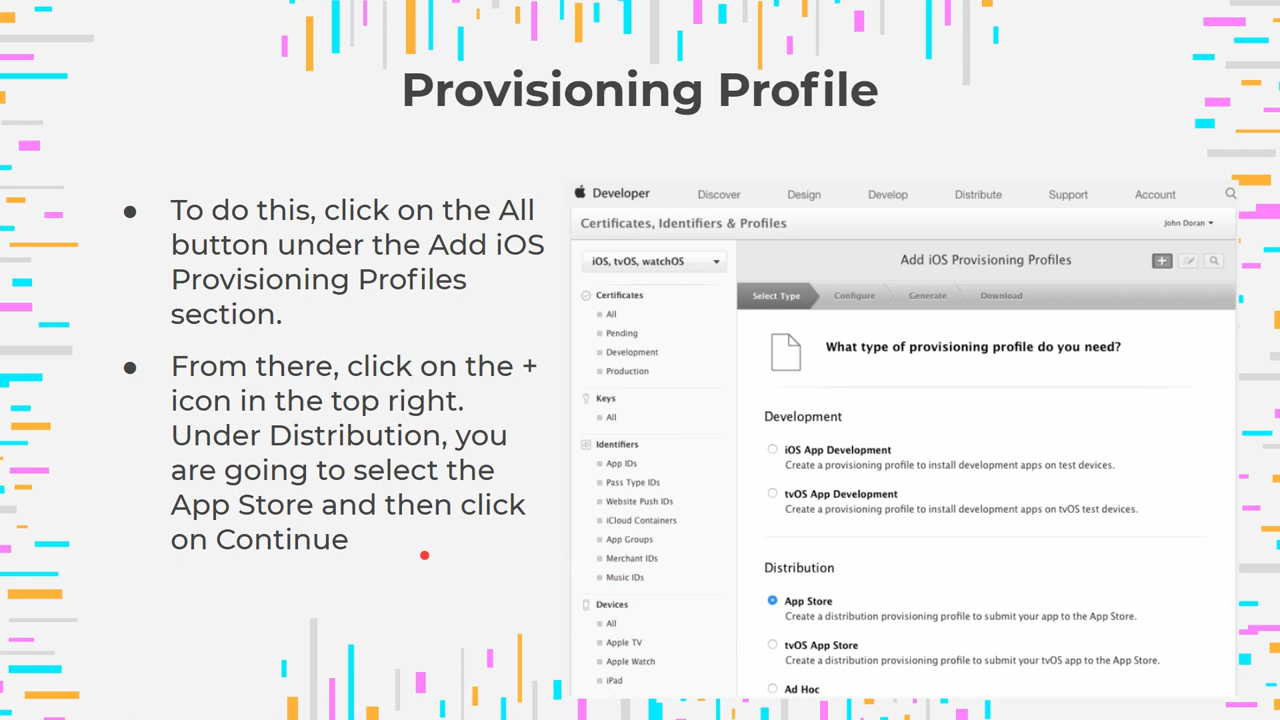 Provisioning Profile
● To do this, click on the All
button under the Add iOS
Provisioning Profiles
section.
● From there, click on the +
icon in the top right.
Under Distribution, you
are going to select the
App Store and then click
on Continue
Developer Discover Design Develop Distribute Support Account
Certificates, Identifiers & Profiles John Doran
iOS, tvOS, watchOS
Certificates
All
Pending
Development
Production
Keys
All
Identifiers
App IDs
Pass Type IDs
Website Push IDs
iCloud Containers
App Groups
Merchant IDs
Music IDs
Devices
All
Apple TV
Apple Watch
iPad
Add iOS Provisioning Profiles
Select Type Configure Generate Download
What type of provisioning profile do you need?
Development
iOS App Development
Create a provisioning profile to install development apps on test devices.
tvOS App Development
Create a provisioning profile to install development apps on tvOS test devices.
Distribution
App Store
Create a distribution provisioning profile to submit your app to the App Store.
tvOS App Store
Create a distribution provisioning profile to submit your tvOS app to the App Store.
Ad Hoc